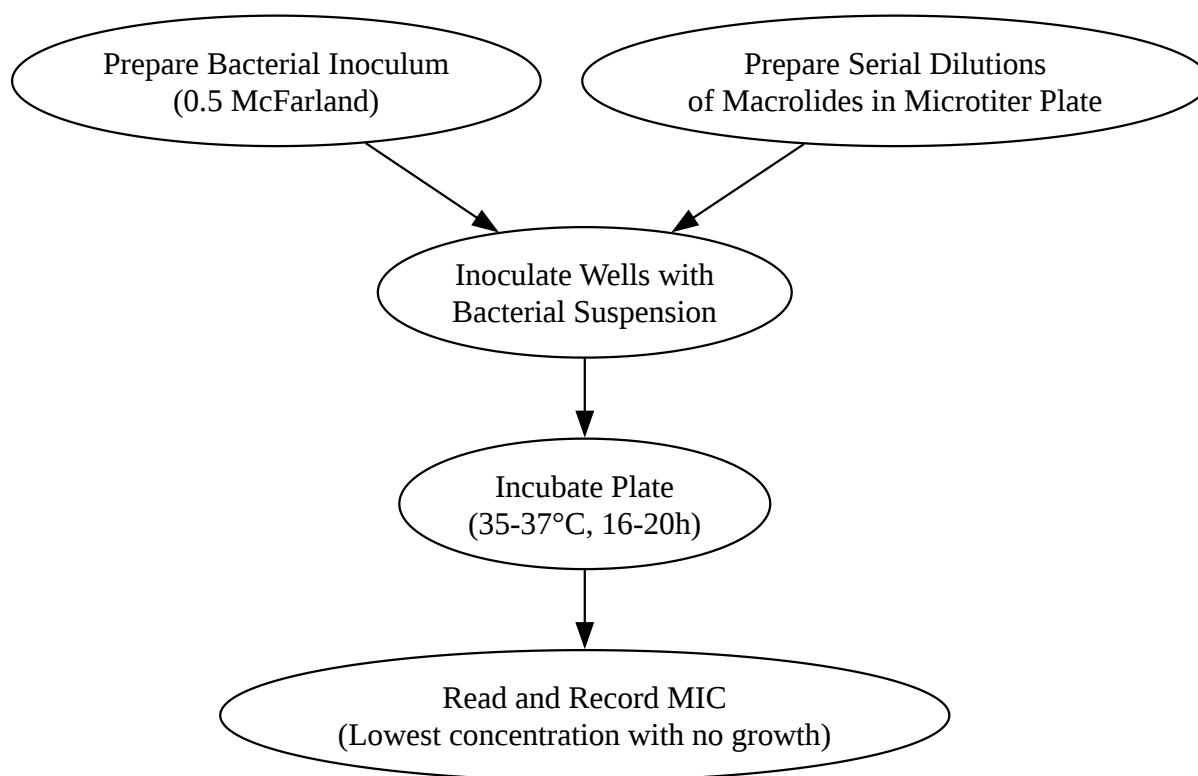 Prepare Bacterial Inoculum
(0.5 McFarland)
Prepare Serial Dilutions
of Macrolides in Microtiter Plate
Inoculate Wells with
Bacterial Suspension
Incubate Plate
(35-37°C, 16-20h)
Read and Record MIC
(Lowest concentration with no growth)